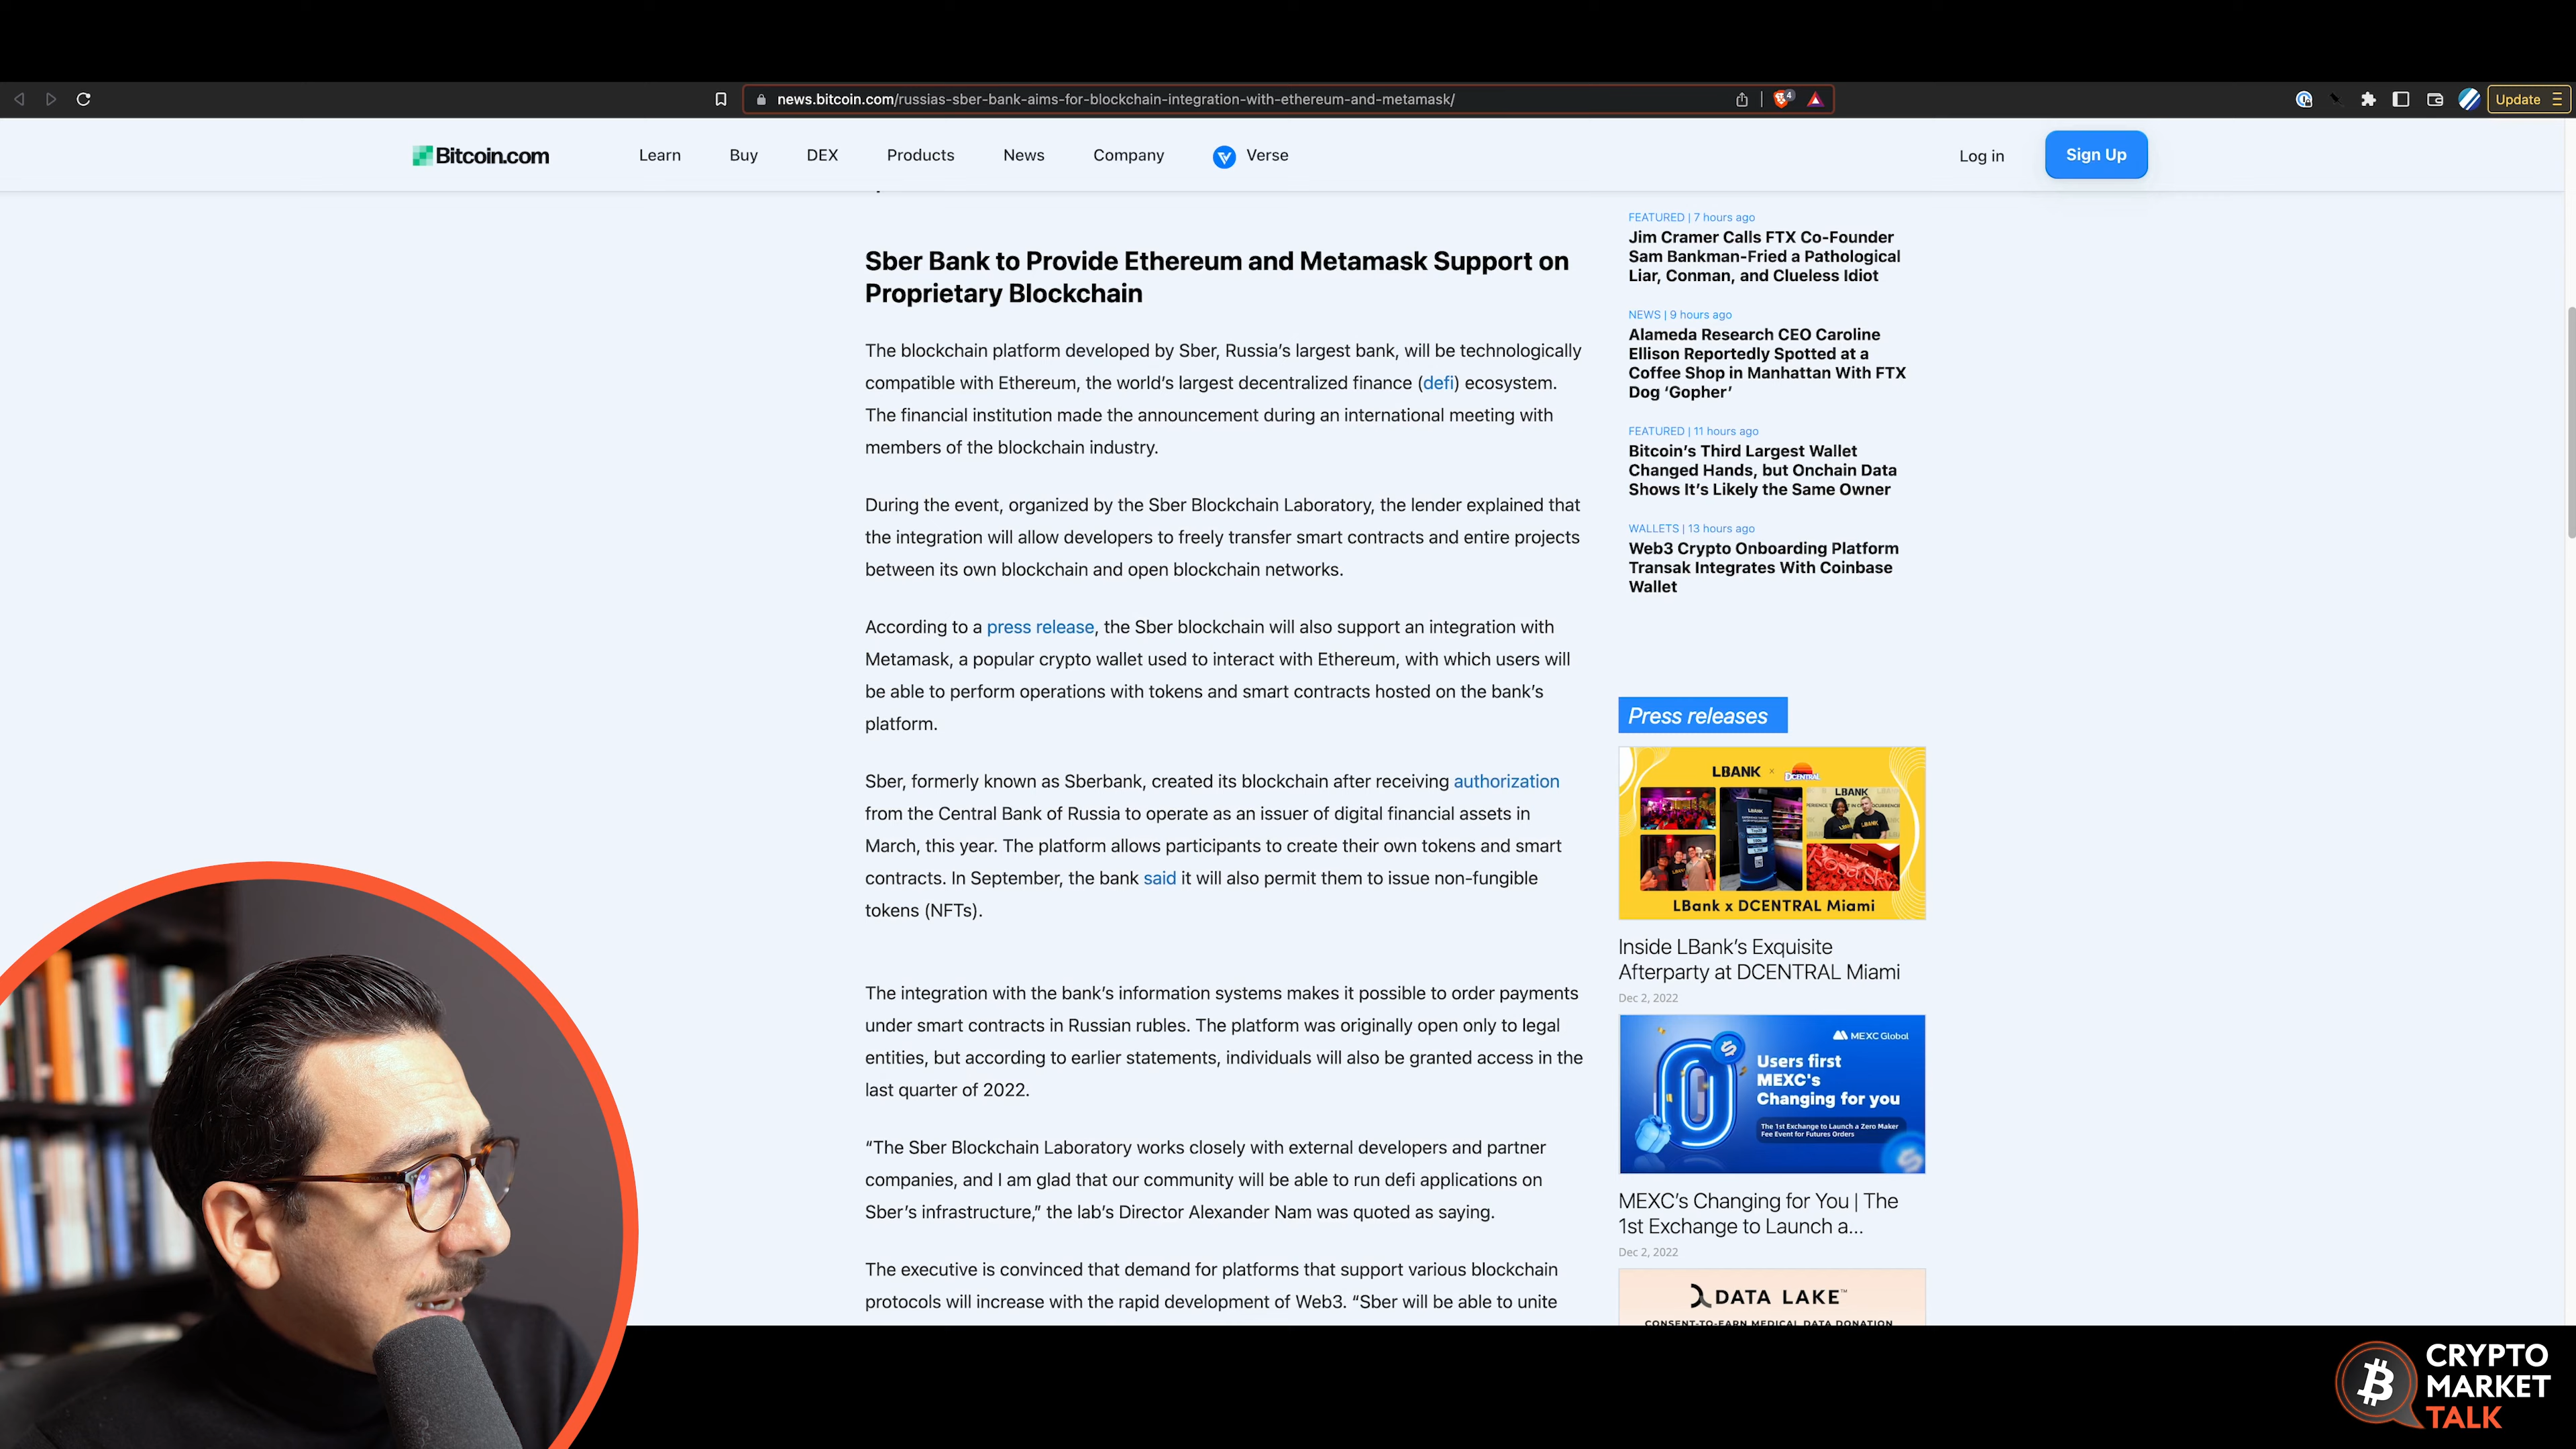 news.bitcoin.com/russias-sber-bank-aims-for-blockchain-integration-with-ethereum-and-metamask/
4
Update
Bitcoin.com
Learn
Buy
DEX
Products
News
Company
Verse
Log in
Sign Up
Sber Bank to Provide Ethereum and Metamask Support on
Proprietary Blockchain
The blockchain platform developed by Sber, Russia’s largest bank, will be technologically
compatible with Ethereum, the world’s largest decentralized finance (defi) ecosystem.
The financial institution made the announcement during an international meeting with
members of the blockchain industry.
During the event, organized by the Sber Blockchain Laboratory, the lender explained that
the integration will allow developers to freely transfer smart contracts and entire projects
between its own blockchain and open blockchain networks.
According to a press release, the Sber blockchain will also support an integration with
Metamask, a popular crypto wallet used to interact with Ethereum, with which users will
be able to perform operations with tokens and smart contracts hosted on the bank’s
platform.
Sber, formerly known as Sberbank, created its blockchain after receiving authorization
from the Central Bank of Russia to operate as an issuer of digital financial assets in
March, this year. The platform allows participants to create their own tokens and smart
contracts. In September, the bank said it will also permit them to issue non-fungible
tokens (NFTs).
The integration with the bank’s information systems makes it possible to order payments
under smart contracts in Russian rubles. The platform was originally open only to legal
entities, but according to earlier statements, individuals will also be granted access in the
last quarter of 2022.
“The Sber Blockchain Laboratory works closely with external developers and partner
companies, and I am glad that our community will be able to run defi applications on
Sber’s infrastructure,” the lab’s Director Alexander Nam was quoted as saying.
The executive is convinced that demand for platforms that support various blockchain
protocols will increase with the rapid development of Web3. “Sber will be able to unite
FEATURED | 7 hours ago
Jim Cramer Calls FTX Co-Founder
Sam Bankman-Fried a Pathological
Liar, Conman, and Clueless Idiot
NEWS | 9 hours ago
Alameda Research CEO Caroline
Ellison Reportedly Spotted at a
Coffee Shop in Manhattan With FTX
Dog ‘Gopher’
FEATURED | 11 hours ago
Bitcoin’s Third Largest Wallet
Changed Hands, but Onchain Data
Shows It’s Likely the Same Owner
WALLETS | 13 hours ago
Web3 Crypto Onboarding Platform
Transak Integrates With Coinbase
Wallet
Press releases
LBANK x DCENTRAL
LBANK
LBank x DCENTRAL Miami
Inside LBank’s Exquisite
Afterparty at DCENTRAL Miami
Dec 2, 2022
MEXC Global
Users first
MEXC's
Changing for you
The 1st Exchange to Launch a Zero Maker
Fee Event for Futures Orders
MEXC’s Changing for You | The
1st Exchange to Launch a...
Dec 2, 2022
DATA LAKE™
CONSENT-TO-EARN MEDICAL DATA DONATION
CRYPTO
MARKET
TALK